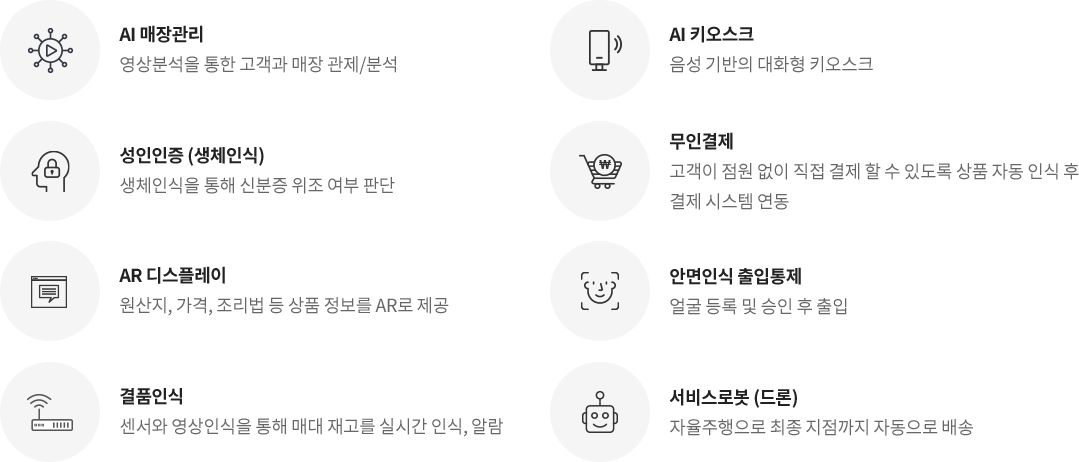 AI 매장관리
영상분석을 통한 고객과 매장 관제/분석
AI 키오스크
음성 기반의 대화형 키오스크
성인인증 (생체인식)
생체인식을 통해 신분증 위조 여부 판단
무인결제
고객이 점원 없이 직접 결제 할 수 있도록 상품 자동 인식 후
결제 시스템 연동
AR 디스플레이
원산지, 가격, 조리법 등 상품 정보를 AR로 제공
안면인식 출입통제
얼굴 등록 및 승인 후 출입
결품인식
센서와 영상인식을 통해 매대 재고를 실시간 인식, 알람
서비스로봇 (드론)
자율주행으로 최종 지점까지 자동으로 배송